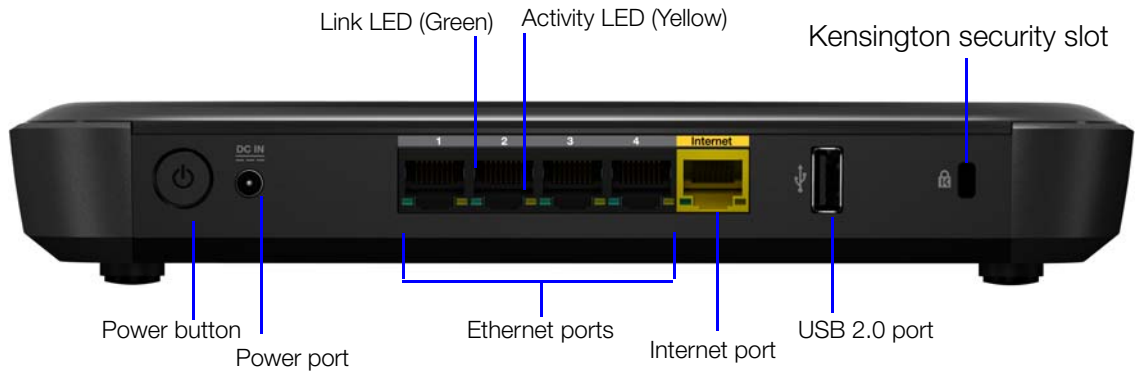 Link LED (Green)
Activity LED (Yellow)
Kensington security slot
DC IN
1
2
3
4
Internet
K
Power button
Power port
Ethernet ports
Internet port
USB 2.0 port